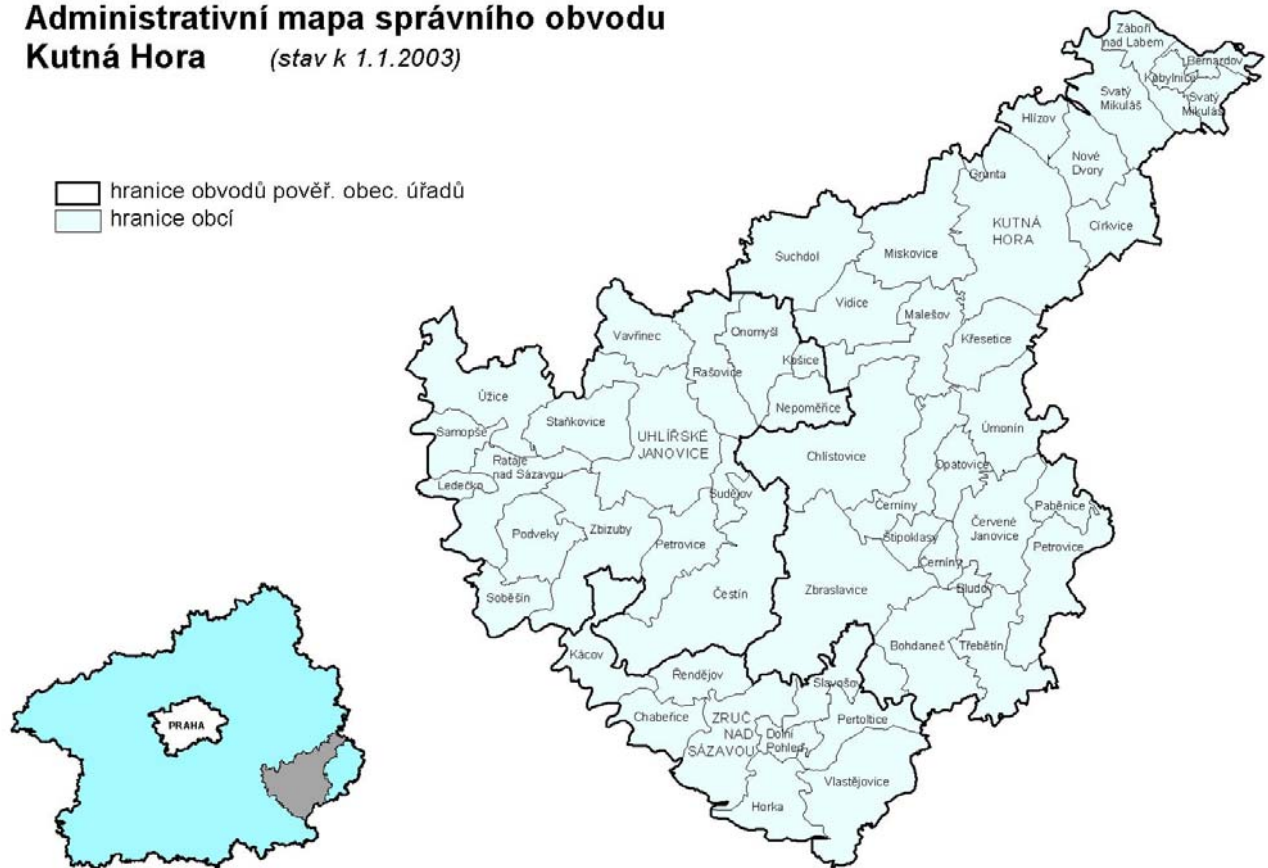 Administrativní mapa správního obvodu
Kutná Hora (stav k 1.1.2003)
hranice obvodů pověř. obec. úřadů
hranice obcí
Záboří
nad Labem
Bernardov
Kobylnice
Svatý
Mikuláš
Svatý
Mikuláš
Hlízov
Nové
Dvory
Grunta
KUTNÁ
HORA
Církvice
Suchdol
Miskovice
Vidice
Malešov
Křesetice
Vavřinec
Onomyšl
Rašovice
Košice
Nepoměřice
Úžice
Staňkovice
Samopše
UHLÍŘSKÉ
JANOVICE
Rataje
nad Sázavou
Ledečko
Chlístovice
Úmonín
Opatovice
Sudějov
Černíny
Paběnice
Červené
Janovice
Podveky
Zbizuby
Petrovice
Štipoklasy
Petrovice
Černíny
Bludov
Soběšín
Čestín
Zbraslavice
Bohdaneč
Třebětín
Kácov
Řendějov
Slavošov
Chabeřice
ZRUČ
NAD
SÁZAVOU
Dolní
Pohleď
Pertoltice
Vlastějovice
Horka
PRAHA